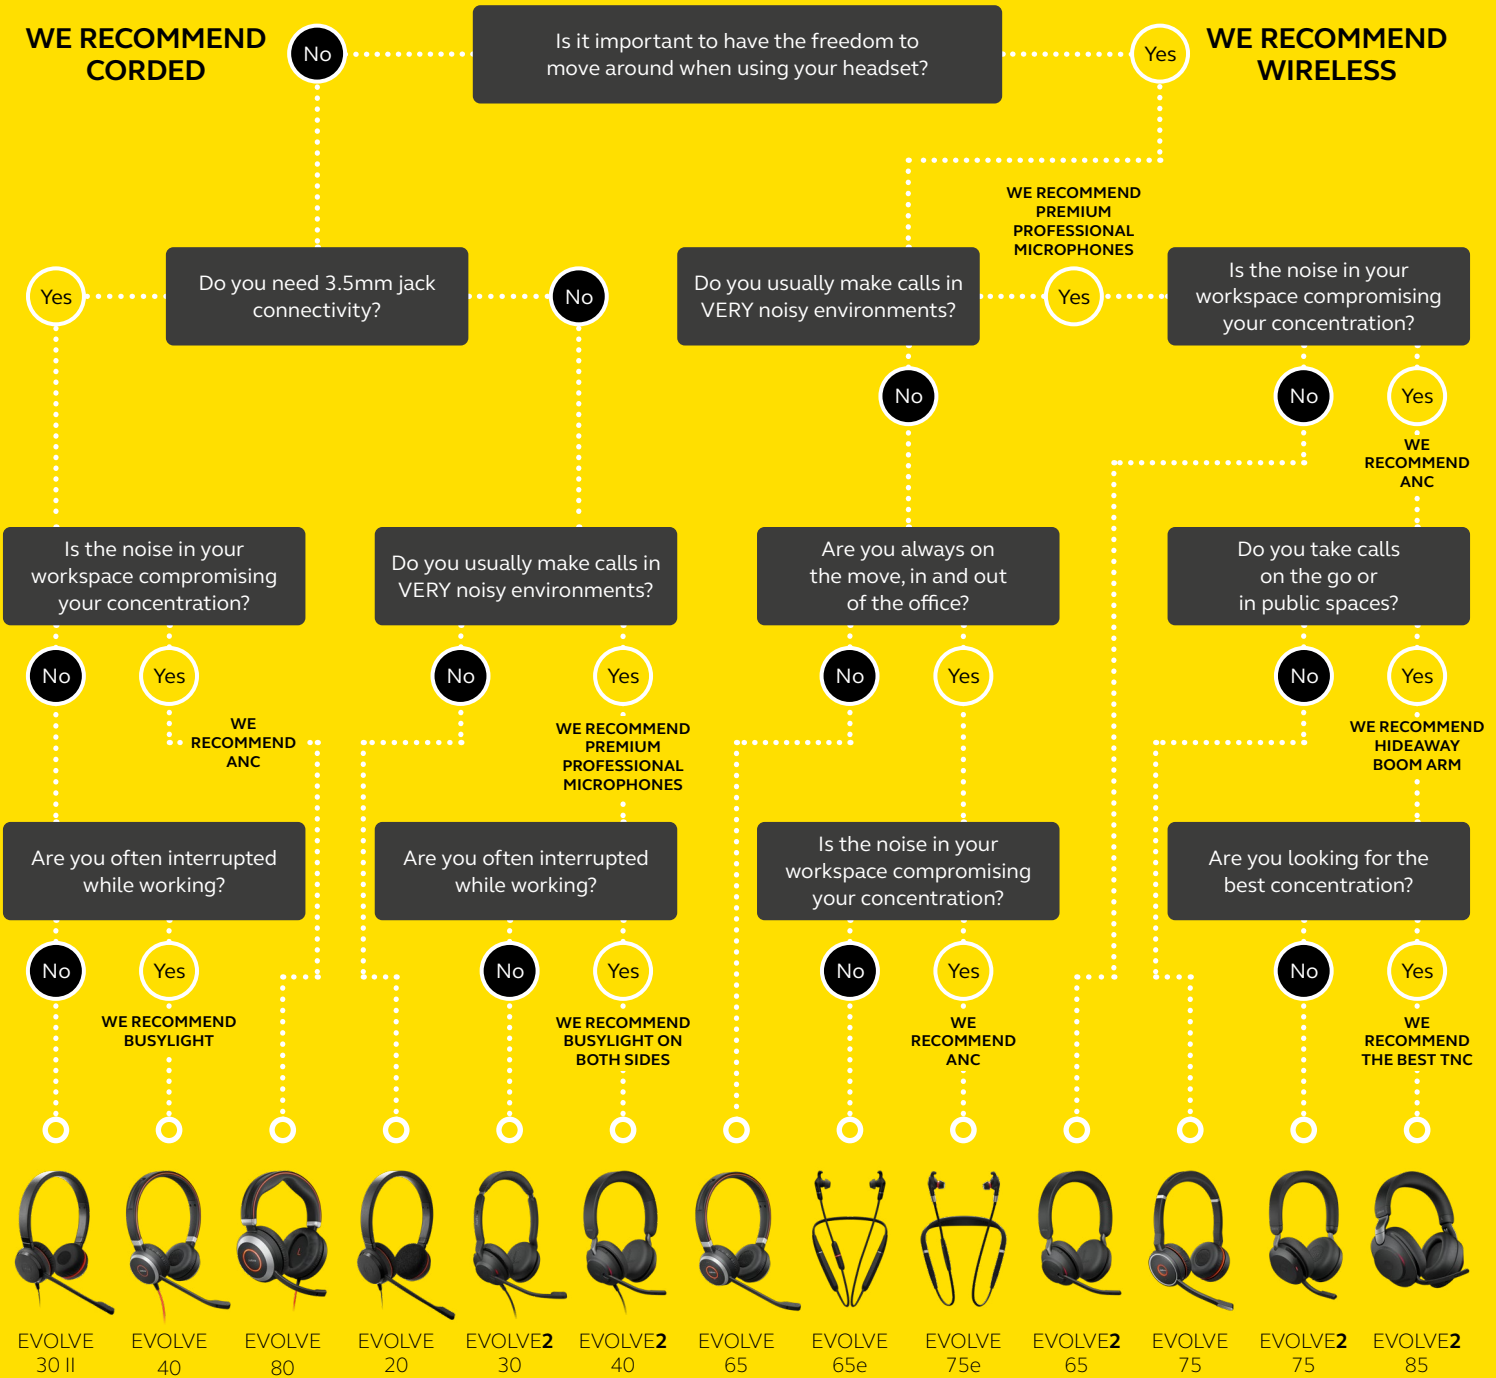 WE RECOMMEND
CORDED
No
Is it important to have the freedom to
move around when using your headset?
Yes
WE RECOMMEND
WIRELESS
WE RECOMMEND
PREMIUM
PROFESSIONAL
MICROPHONES
Yes
Do you need 3.5mm jack
connectivity?
No
Do you usually make calls in
VERY noisy environments?
Yes
Is the noise in your
workspace compromising
your concentration?
No
No
Yes
WE
RECOMMEND
ANC
Is the noise in your
workspace compromising
your concentration?
Do you usually make calls in
VERY noisy environments?
Are you always on
the move, in and out
of the office?
Do you take calls
on the go or
in public spaces?
No
Yes
No
Yes
No
Yes
No
Yes
WE
RECOMMEND
ANC
WE RECOMMEND
PREMIUM
PROFESSIONAL
MICROPHONES
WE RECOMMEND
HIDEAWAY
BOOM ARM
Are you often interrupted
while working?
Are you often interrupted
while working?
Is the noise in your
workspace compromising
your concentration?
Are you looking for the
best concentration?
No
Yes
No
Yes
No
Yes
No
Yes
WE RECOMMEND
BUSYLIGHT
WE RECOMMEND
BUSYLIGHT ON
BOTH SIDES
WE
RECOMMEND
ANC
WE
RECOMMEND
THE BEST TNC
EVOLVE
30 II
EVOLVE
40
EVOLVE
80
EVOLVE
20
EVOLVE2
30
EVOLVE2
40
EVOLVE
65
EVOLVE
65e
EVOLVE
75e
EVOLVE2
65
EVOLVE
75
EVOLVE2
75
EVOLVE2
85